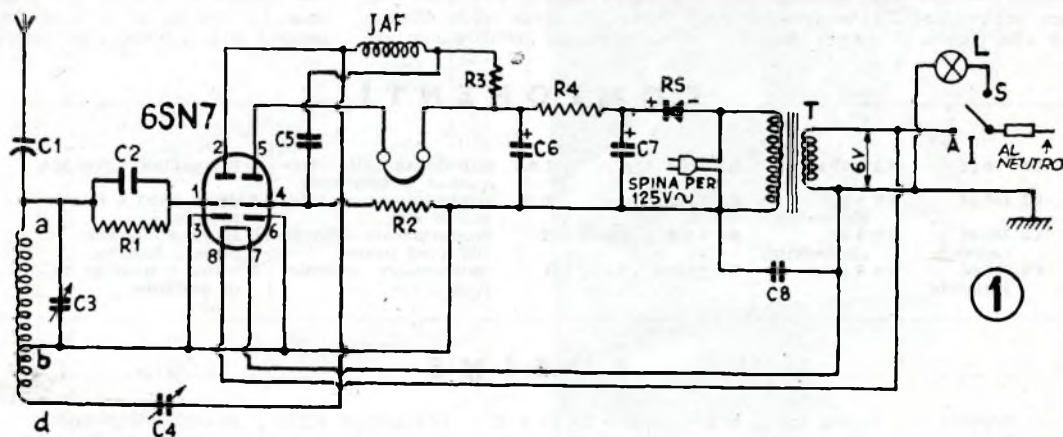 JAF
R3
L
6SN7
R4
RS
+ -
S
T
C1
C2
2
5
C5
+
C6
+
C7
6V
A
I
AL
NEUTRO
1
4
SPINA PER
125V~
a
R1
3
6
R2
8
7
C3
C8
1
b
d
C4